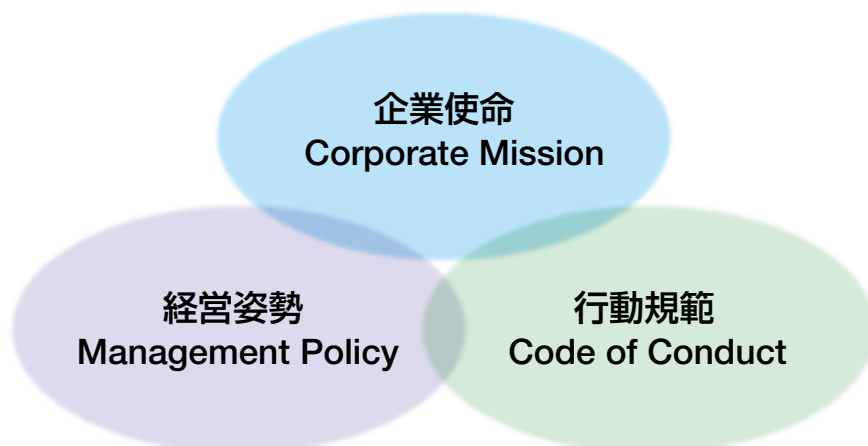 企業使命
Corporate Mission
経営姿勢
Management Policy
行動規範
Code of Conduct